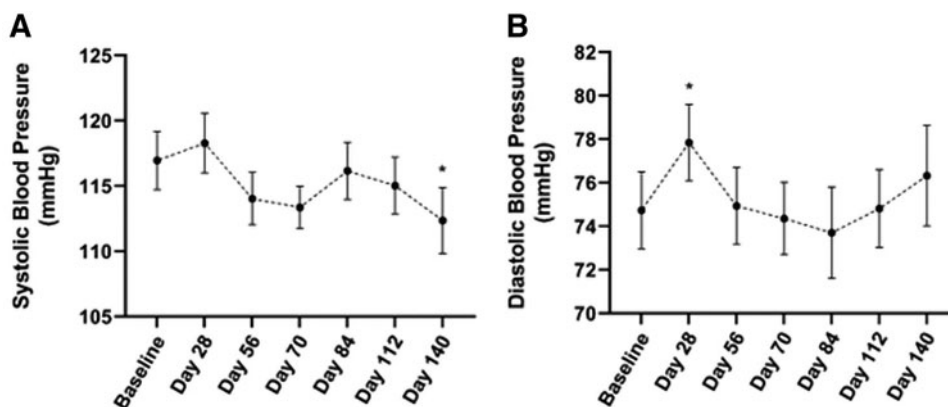 A
Systolic Blood Pressure
(mmHg)
125
120
115
110
105
*
Baseline
Day 28
Day 56
Day 70
Day 84
Day 112
Day 140
B
Diastolic Blood Pressure
(mmHg)
82
80
78
76
74
72
70
*
Baseline
Day 28
Day 56
Day 70
Day 84
Day 112
Day 140